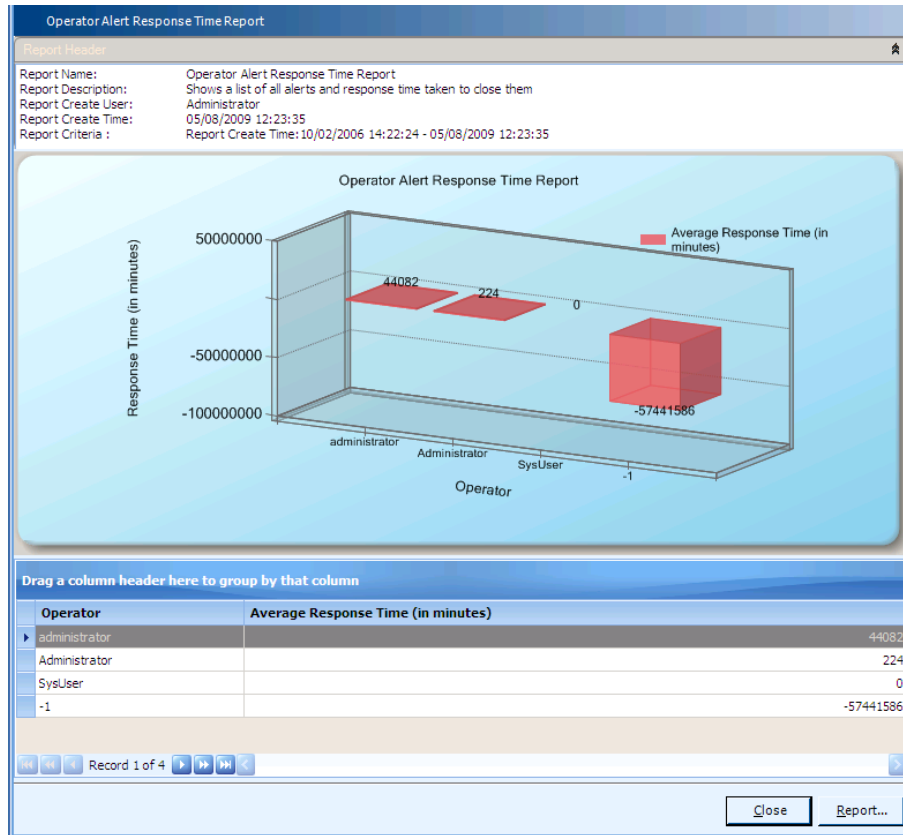 Operator Alert Response Time Report
Report Header
Report Name: Operator Alert Response Time Report
Report Description: Shows a list of all alerts and response time taken to close them
Report Create User: Administrator
Report Create Time: 05/08/2009 12:23:35
Report Criteria : Report Create Time: 10/02/2006 14:22:24 - 05/08/2009 12:23:35
Operator Alert Response Time Report
Average Response Time (in minutes)
Response Time (in minutes)
50000000
-50000000
-100000000
44082
224
0
-57441586
administrator
Administrator
SysUser
-1
Operator
Drag a column header here to group by that column
Operator Average Response Time (in minutes)
administrator 44082
Administrator 224
SysUser 0
-1 -57441586
Record 1 of 4
Close Report...